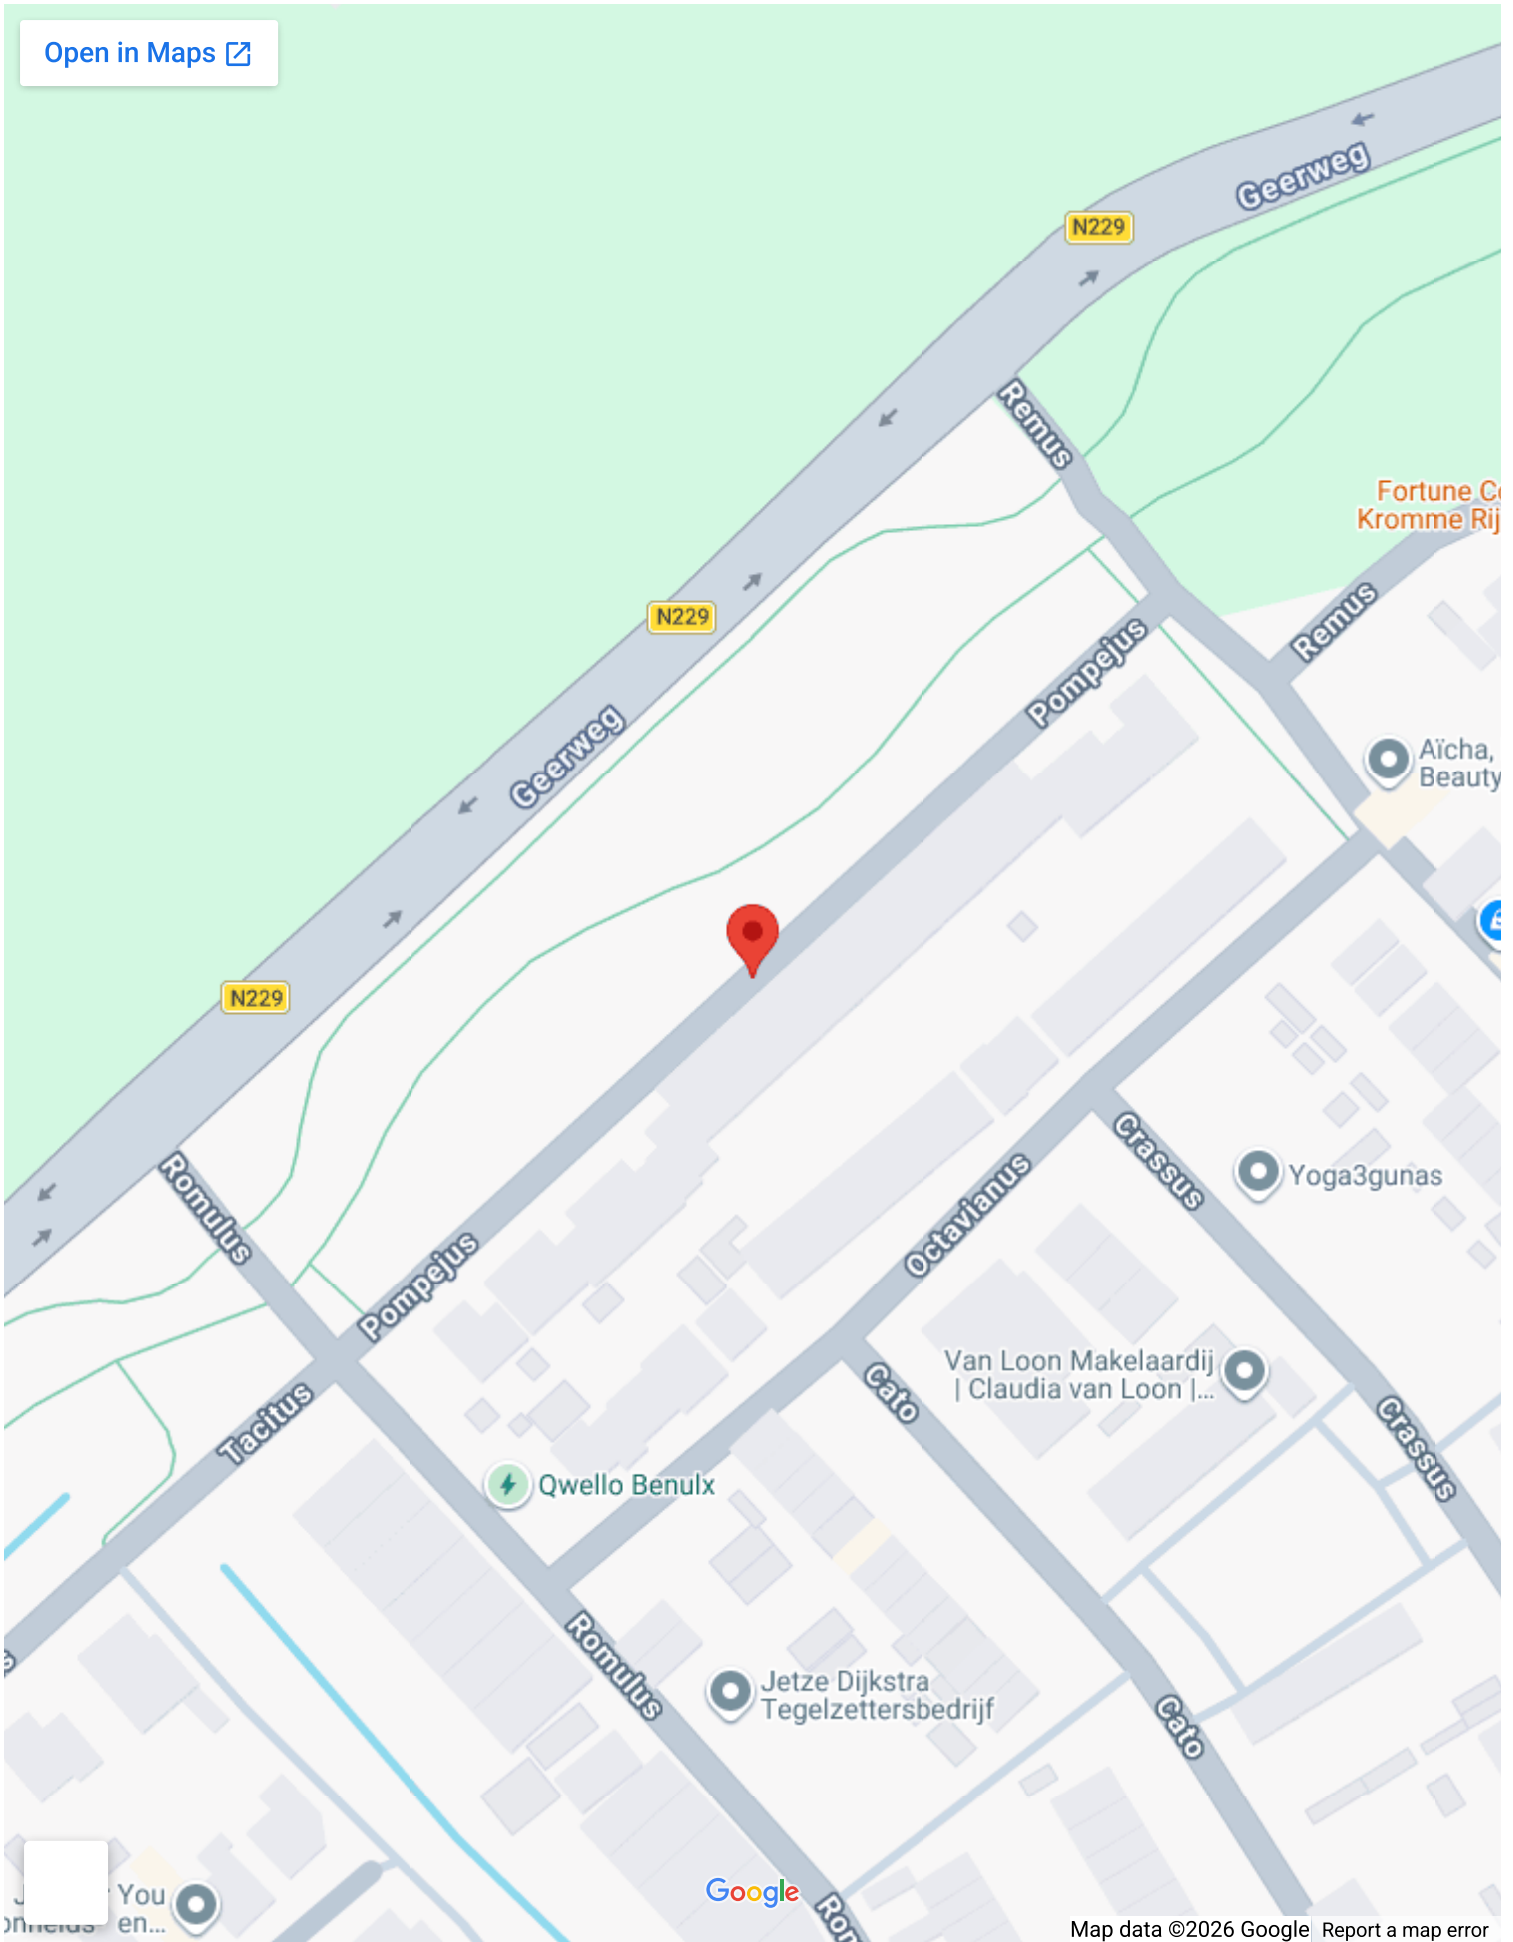 Open in Maps
Geerweg
N229
Remus
Fortune
Kromme
Remus
N229
Pompejus
Geerweg
Aïcha,
Beauty
N229
Crassus
Romulus
Octavianus
Yoga3gunas
Pompejus
Van Loon Makelaardij
| Claudia van Loon |...
Cato
Tacitus
Crassus
Qwello Benulx
Romulus
Jetze Dijkstra
Tegelzettersbedrijf
Cato
You
en...
Google
Map data ©2026 Google
Report a map error